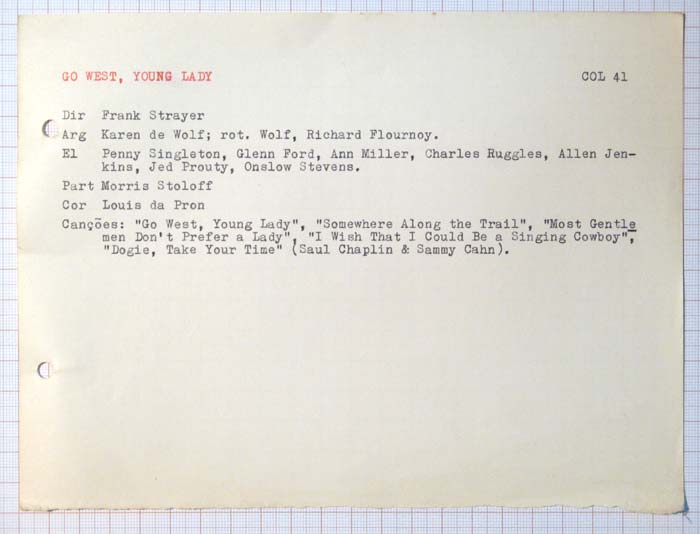 GO WEST, YOUNG LADY COL 41
Dir Frank Strayer
Arg Karen de Wolf; rot. Wolf, Richard Flournoy.
El Penny Singleton, Glenn Ford, Ann Miller, Charles Ruggles, Allen Jen-
kins, Jed Prouty, Onslow Stevens.
Part Morris Stoloff
Cor Louis da Pron
Canções: "Go West, Young Lady", "Somewhere Along the Trail", "Most Gentle
men Don't Prefer a Lady", "I Wish That I Could Be a Singing Cowboy",
"Dogie, Take Your Time" (Saul Chaplin & Sammy Cahn).